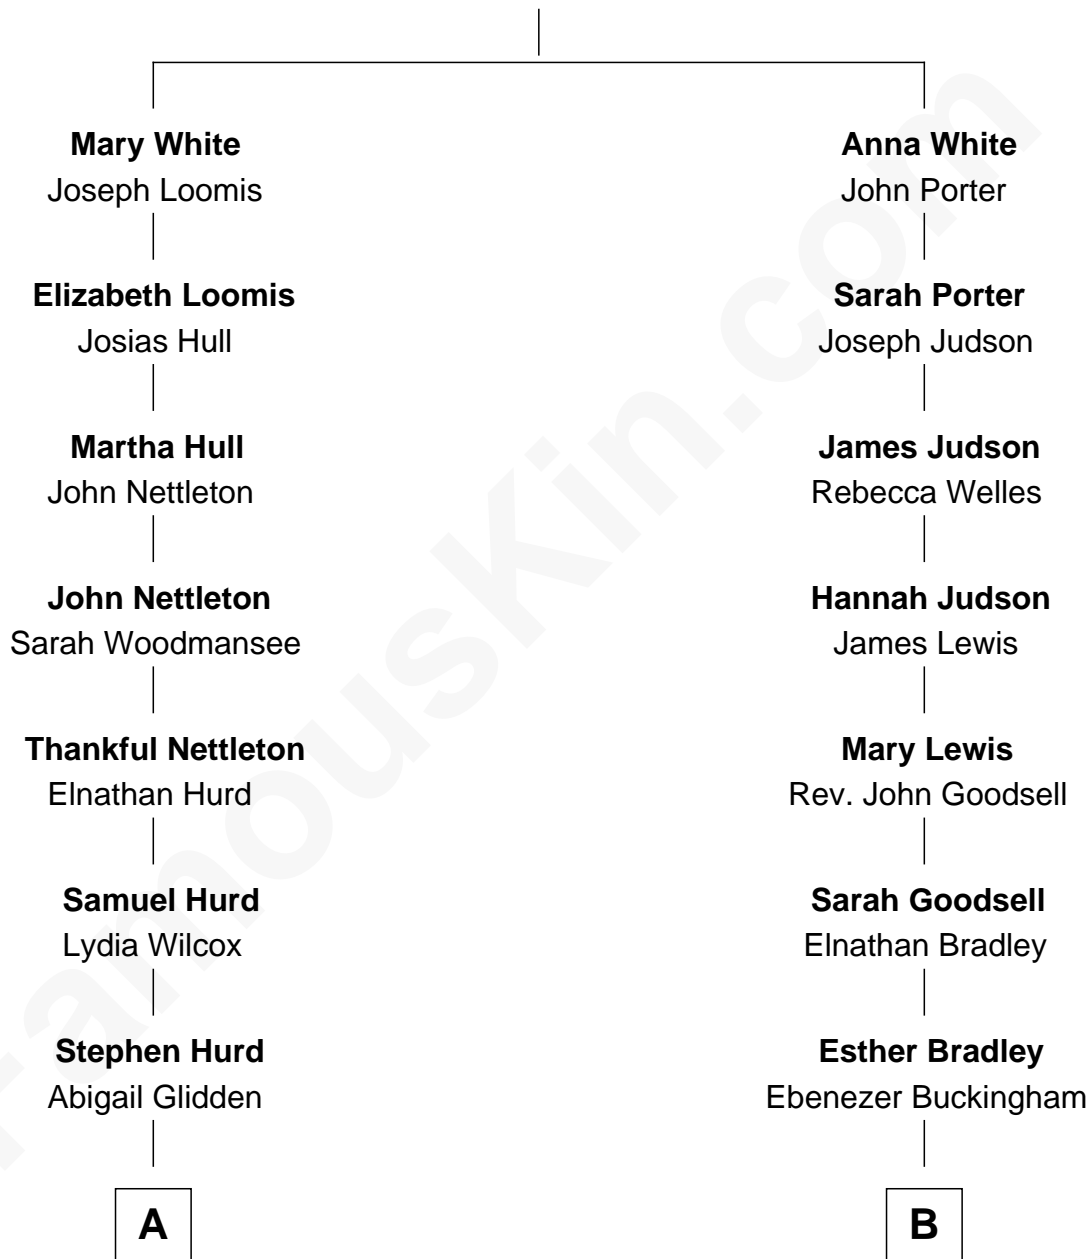 Mary White
Joseph Loomis
Elizabeth Loomis
Josias Hull
Martha Hull
John Nettleton
John Nettleton
Sarah Woodmansee
Thankful Nettleton
Elnathan Hurd
Samuel Hurd
Lydia Wilcox
Stephen Hurd
Abigail Glidden
A
Anna White
John Porter
Sarah Porter
Joseph Judson
James Judson
Rebecca Welles
Hannah Judson
James Lewis
Mary Lewis
Rev. John Goodsell
Sarah Goodsell
Elnathan Bradley
Esther Bradley
Ebenezer Buckingham
B
FamousKin.com